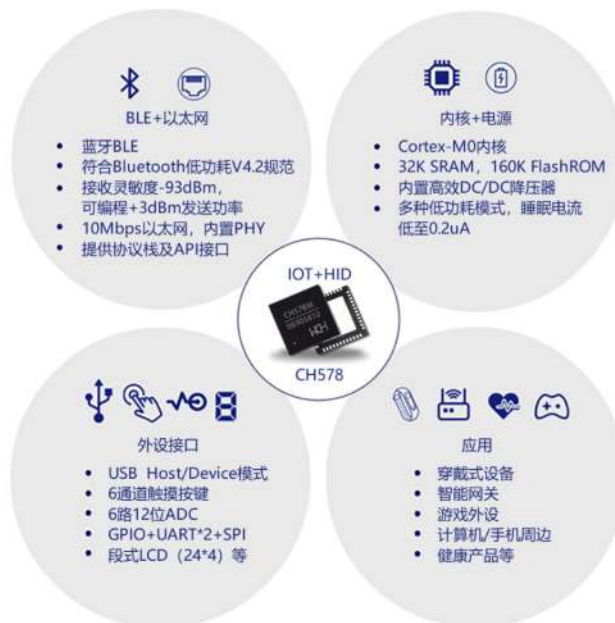 BLE+以太网
• 蓝牙BLE
• 符合Bluetooth低功耗V4.2规范
• 接收灵敏度-93dBm,
可编程+3dBm发送功率
• 10Mbps以太网,内置PHY
• 提供协议栈及API接口
内核+电源
• Cortex-M0内核
• 32K SRAM,160K FlashROM
• 内置高效DC/DC降压器
• 多种低功耗模式,睡眠电流
低至0.2uA
IOT+HID
CH578M
WCH
CH578
外设接口
• USB Host/Device模式
• 6通道触摸按键
• 6路12位ADC
• GPIO+UART*2+SPI
• 段式LCD(24*4)等
应用
• 穿戴式设备
• 智能网关
• 游戏外设
• 计算机/手机周边
• 健康产品等